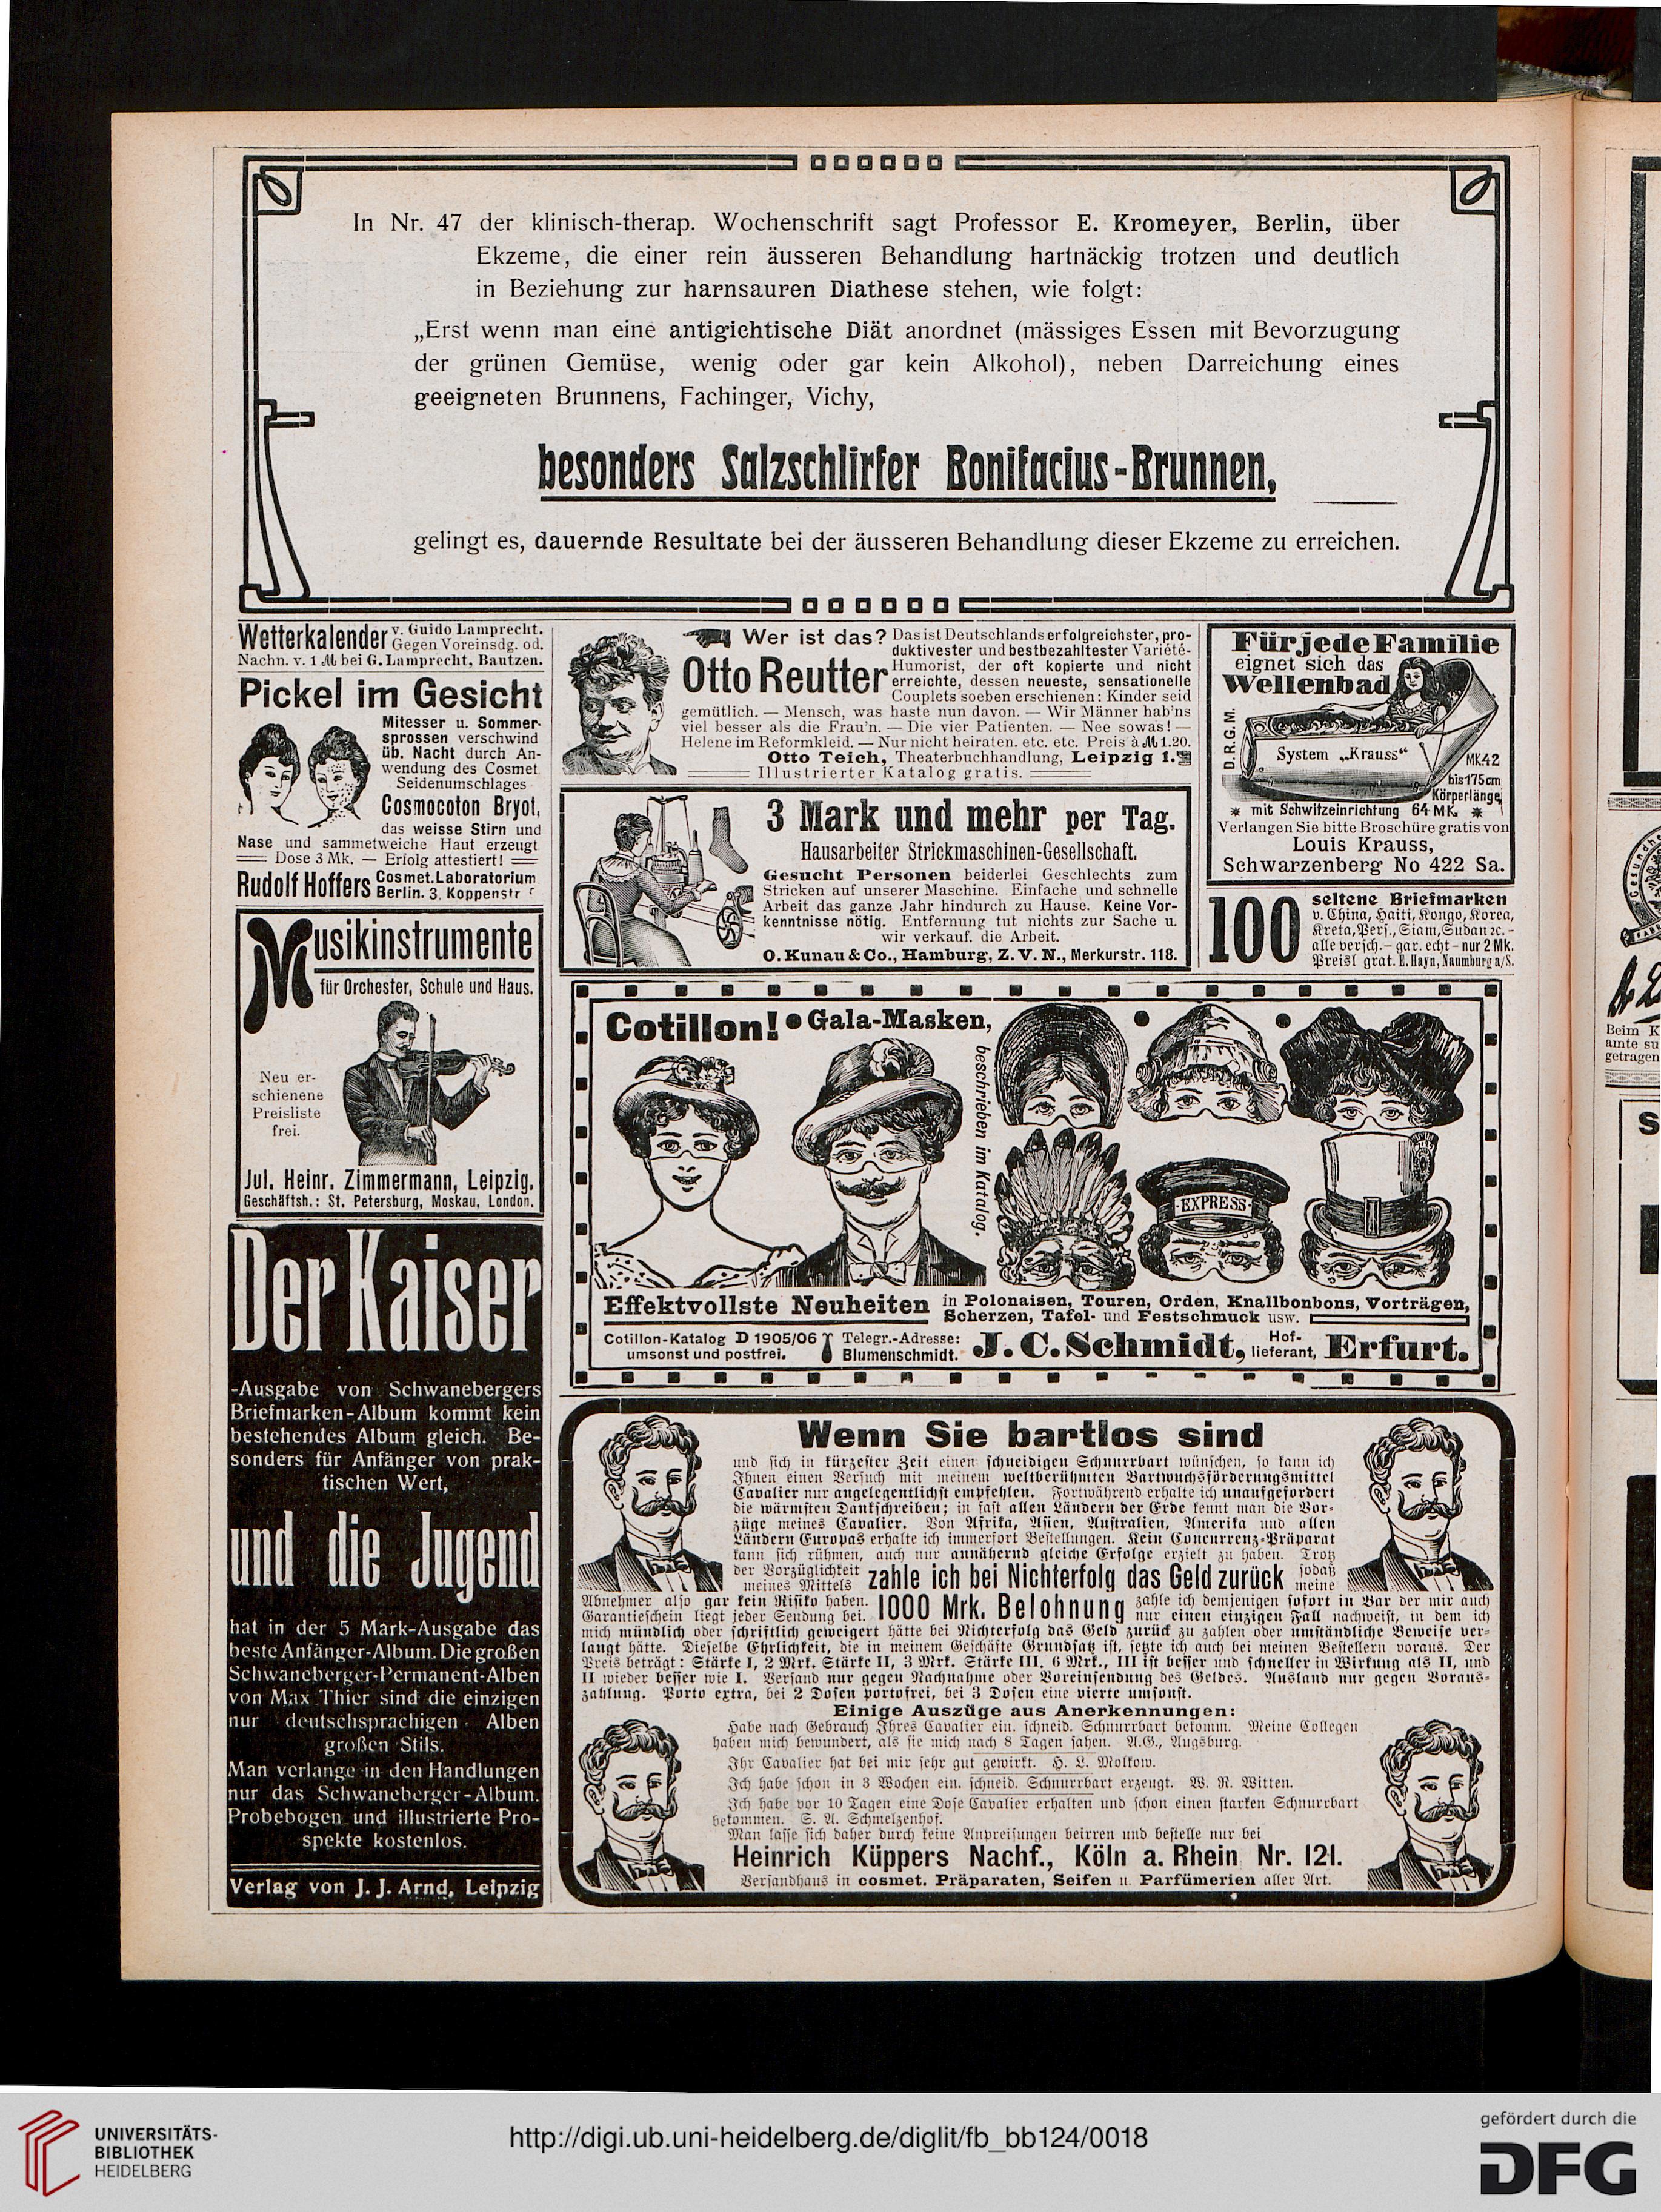 In Nr. 47 der klinisch-therap. Wochenschrift sagt Professor E. Kromeyer, Berlin, über
Ekzeme, die einer rein äusseren Behandlung hartnäckig trotzen und deutlich
in Beziehung zur harnsauren Diathese stehen, wie folgt:
„Erst wenn man eine antigichtische Diät anordnet (mässiges Essen mit Bevorzugung
der grünen Gemüse, wenig oder gar kein Alkohol), neben Darreichung eines
geeigneten Brunnens, Fachinger, Vichy,
besonders Salzschlirfer Bonifacius-Brunnen,
gelingt es, dauernde Resultate bei der äusseren Behandlung dieser Ekzeme zu erreichen.
Wetterkalender v. Guido Lamprecht.
Gegen Voreinsdg. od.
Nachn. v. 1 ℳ bei G. Lamprecht, Bautzen.
Pickel im Gesicht
Mitesser u. Sommer-
sprossen verschwind
üb. Nacht durch An-
wendung des Cosmet.
Seidenumschlages
Cosmocoton Bryot,
das weisse Stirn und
Nase und sammetweiche Haut erzeugt
Dose 3 Mk. — Erfolg attestiert!
Rudolf Hoffers Cosmet. Laboratorium
Berlin. 3, Koppenstr
Musikinstrumente
für Orchester, Schule und Haus.
Neu er-
schienene
Preisliste
frei.
Jul. Heinr. Zimmermann, Leipzig.
Geschäftsh.: St. Petersburg, Moskau, London.
Der Kaiser
-Ausgabe von Schwanebergers
Briefmarken-Album kommt kein
bestehendes Album gleich. Be-
sonders für Anfänger von prak-
tischen Wert,
und die Jugend
hat in der 5 Mark-Ausgabe das
beste Anfänger-Album. Die großen
Schwaneberger-Permanent-Alben
von Max Thier sind die einzigen
nur deutschsprachigen Alben
großen Stils.
Man verlange in den Handlungen
nur das Schwaneberger-Album.
Probebogen und illustrierte Pro-
spekte kostenlos.
Verlag von J. J. Arnd, Leipzig
Wer ist das? Das ist Deutschlands erfolgreichster, pro-
duktivester und bestbezahltester Variété-
Otto Reutter Humorist, der oft kopierte und nicht
erreichte, dessen neueste, sensationelle
Couplets soeben erschienen: Kinder seid
gemütlich. — Mensch, was haste nun davon. — Wir Männer hab'ns
viel besser als die Frau'n. — Die vier Patienten. — Nee sowas! —
Helene im Reformkleid. — Nur nicht heiraten. etc. etc. Preis à ℳ 1.20.
Otto Teich, Theaterbuchhandlung, Leipzig 1.
Illustrierter Katalog gratis.
3 Mark und mehr per Tag.
Hausarbeiter Strickmaschinen-Gesellschaft.
Gesucht Personen beiderlei Geschlechts zum
Stricken auf unserer Maschine. Einfache und schnelle
Arbeit das ganze Jahr hindurch zu Hause. Keine Vor-
kenntnisse nötig. Entfernung tut nichts zur Sache u.
wir verkauf. die Arbeit.
O. Kunau & Co., Hamburg, Z. V. N., Merkurstr. 118.
Für jede Familie
eignet sich das
Wellenbad
D.R.G.M.
System „Krauss“
MK42
bis 175 cm
Körperlänge
mit Schwitzeinrichtung 64 MK.
Verlangen Sie bitte Broschüre gratis von
Louis Krauss,
Schwarzenberg No 422 Sa.
100 seltene Briefmarken
v. China, Haiti, Kongo, Korea,
Kreta, Pers., Siam, Sudan ꝛc. -
alle versch. - gar. echt - nur 2 Mk.
Preisl grat. E. Hayn, Naumburg a/S.
Cotillon! • Gala-Masken,
beschrieben im Katalog.
EXPRESS
Effektvollste Neuheiten in Polonaisen, Touren, Orden, Knallbonbons, Vorträgen,
Scherzen, Tafel- und Festschmuck usw.
Cotillon-Katalog D 1905/06
umsonst und postfrei.
Telegr.-Adresse:
Blumenschmidt.
J. C. Schmidt, Hof-
lieferant, Erfurt.
Wenn Sie bartlos sind
und sich in kürzester Zeit einen schneidigen Schnurrbart wünschen, so kann ich
Ihnen einen Versuch mit meinem weltberühmten Bartwuchsförderungsmittel
Cavalier nur angelegentlichst empfehlen. Fortwährend erhalte ich unaufgefordert
die wärmsten Dankschreiben; in fast allen Ländern der Erde kennt man die Vor-
züge meines Cavalier. Von Afrika, Asien, Australien, Amerika und allen
Ländern Europas erhalte ich immerfort Bestellungen. Kein Concurrenz-Präparat
kann sich rühmen, auch nur annähernd gleiche Erfolge erzielt zu haben. Trotz
der Vorzüglichkeit
meines Mittels zahle ich bei Nichterfolg das Geld zurück sodaß
meine
Abnehmer also gar kein Risiko haben.
Garantieschein liegt jeder Sendung bei. 1000 Mrk. Belohnung zahle ich demjenigen sofort in Bar der mir auch
nur einen einzigen Fall nachweist, in dem ich
mich mündlich oder schriftlich geweigert hätte bei Nichterfolg das Geld zurück zu zahlen oder umständliche Beweise ver-
langt hätte. Dieselbe Ehrlichkeit, die in meinem Geschäfte Grundsatz ist, setzte ich auch bei meinen Bestellern voraus. Der
Preis beträgt: Stärke I, 2 Mrk. Stärke II, 3 Mrk. Stärke III, 6 Mrk., III ist besser und schneller in Wirkung als II, und
II wieder besser wie I. Versand nur gegen Nachnahme oder Voreinsendung des Geldes. Ausland nur gegen Voraus-
zahlung. Porto extra, bei 2 Dosen portofrei, bei 3 Dosen eine vierte umsonst.
Einige Auszüge aus Anerkennungen:
Habe nach Gebrauch Ihres Cavalier ein. schneid. Schnurrbart bekomm. Meine Collegen
haben mich bewundert, als sie mich nach 8 Tagen sahen. A.G., Augsburg.
Ihr Cavalier hat bei mir sehr gut gewirkt. H. L. Molkow.
Ich habe schon in 3 Wochen ein. schneid. Schnurrbart erzeugt. W. R. Witten.
Ich habe vor 10 Tagen eine Dose Cavalier erhalten und schon einen starken Schnurrbart
bekommen. S. A. Schmelzenhof.
Man lasse sich daher durch keine Anpreisungen beirren und bestelle nur bei
Heinrich Küppers Nachf., Köln a. Rhein Nr. 121.
Versandhaus in cosmet. Präparaten, Seifen u. Parfümerien aller Art.
Beim K
amte su
getragen
S
UNIVERSITÄTS-
BIBLIOTHEK
HEIDELBERG
http://digi.ub.uni-heidelberg.de/diglit/fb_bb124/0018
gefördert durch die
DFG